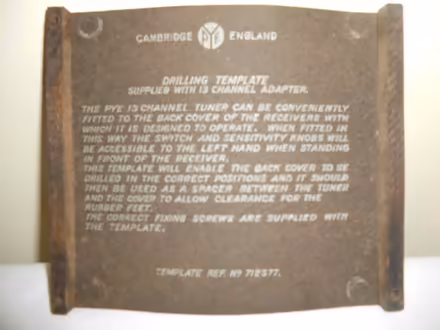 CAMBRIDGE PYE ENGLAND
DRILLING TEMPLATE
SUPPLIED WITH 13 CHANNEL ADAPTER.
THE PYE 13 CHANNEL TUNER CAN BE CONVENIENTLY
FITTED TO THE BACK COVER OF THE RECEIVERS WITH
WHICH IT IS DESIGNED TO OPERATE. WHEN FITTED IN
THIS WAY THE SWITCH AND SENSITIVITY KNOBS WILL
BE ACCESSIBLE TO THE LEFT HAND WHEN STANDING
IN FRONT OF THE RECEIVER.
THIS TEMPLATE WILL ENABLE THE BACK COVER TO BE
DRILLED IN THE CORRECT POSITIONS AND IT SHOULD
THEN BE USED AS A SPACER BETWEEN THE TUNER
AND THE COVER TO ALLOW CLEARANCE FOR THE
RUBBER FEET.
THE CORRECT FIXING SCREWS ARE SUPPLIED WITH
THE TEMPLATE.
TEMPLATE REF. Nº 712577.